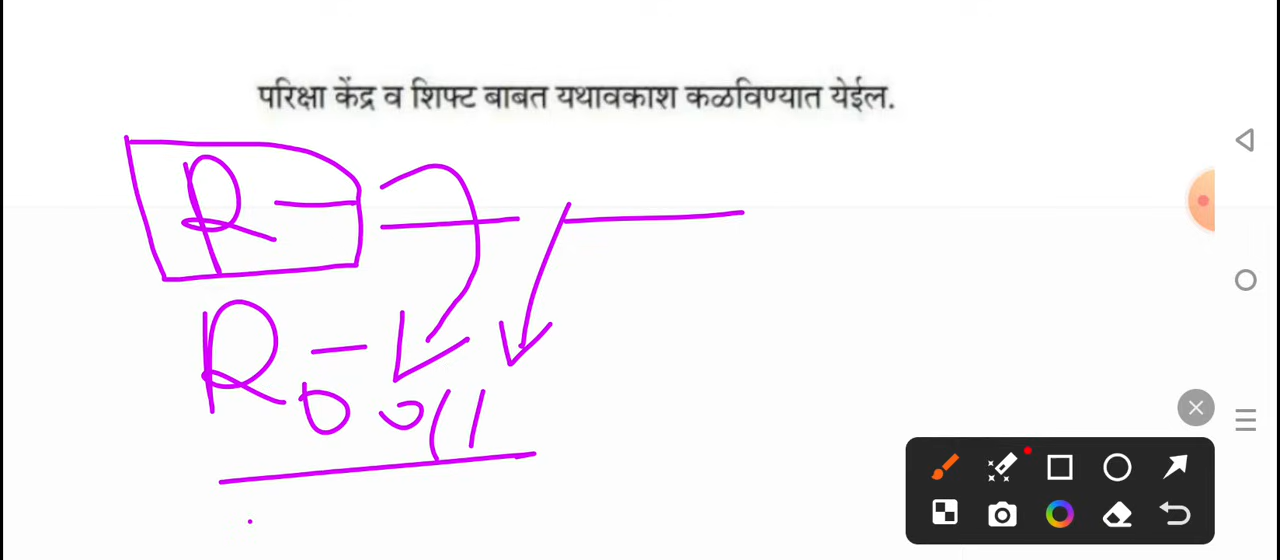 परिक्षा केंद्र व शिफ्ट बाबत यथावकाश कळविण्यात येईल.
R -
R -